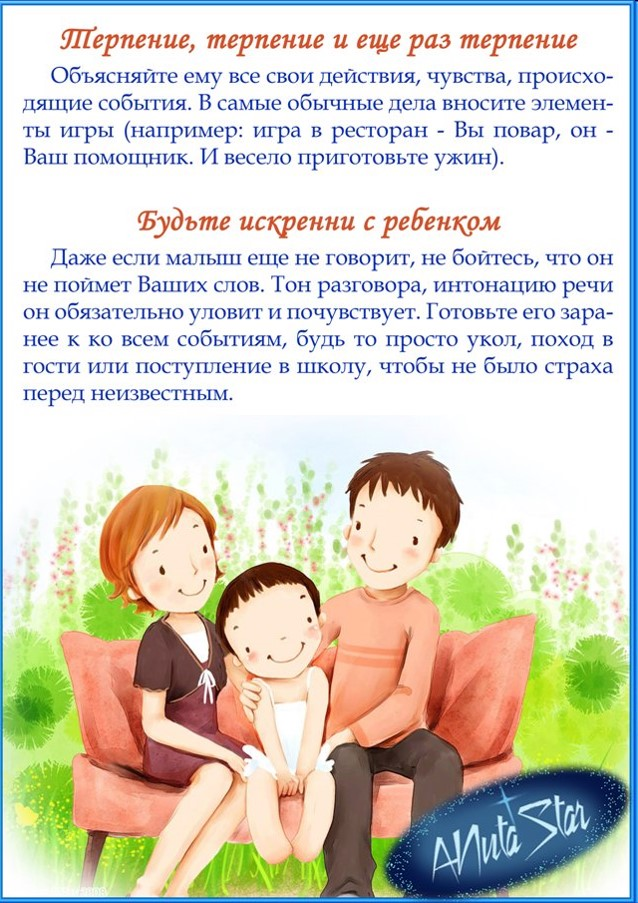 Терпение, терпение и еще раз терпение
Объясняйте ему все свои действия, чувства, происхо-
дящие события. В самые обычные дела вносите элемен-
ты игры (например: игра в ресторан - Вы повар, он -
Ваш помощник. И весело приготовьте ужин).
Будьте искренни с ребенком
Даже если малыш еще не говорит, не бойтесь, что он
не поймет Ваших слов. Тон разговора, интонацию речи
он обязательно уловит и почувствует. Готовьте его зара-
нее к ко всем событиям, будь то просто укол, поход в
гости или поступление в школу, чтобы не было страха
перед неизвестным.
ANuta Star